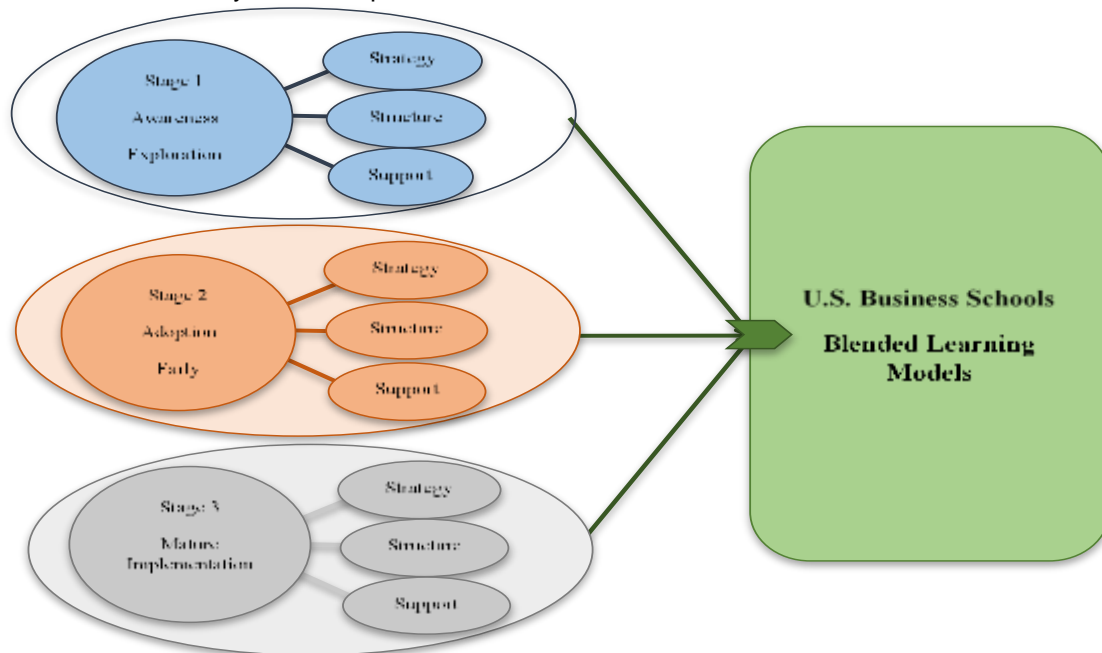 Stage 1
Awareness
Exploration
Strategy
Structure
Support
Stage 2
Adoption
Early
Strategy
Structure
Support
Stage 3
Mature
Implementation
Strategy
Structure
Support
U.S. Business Schools
Blended Learning
Models